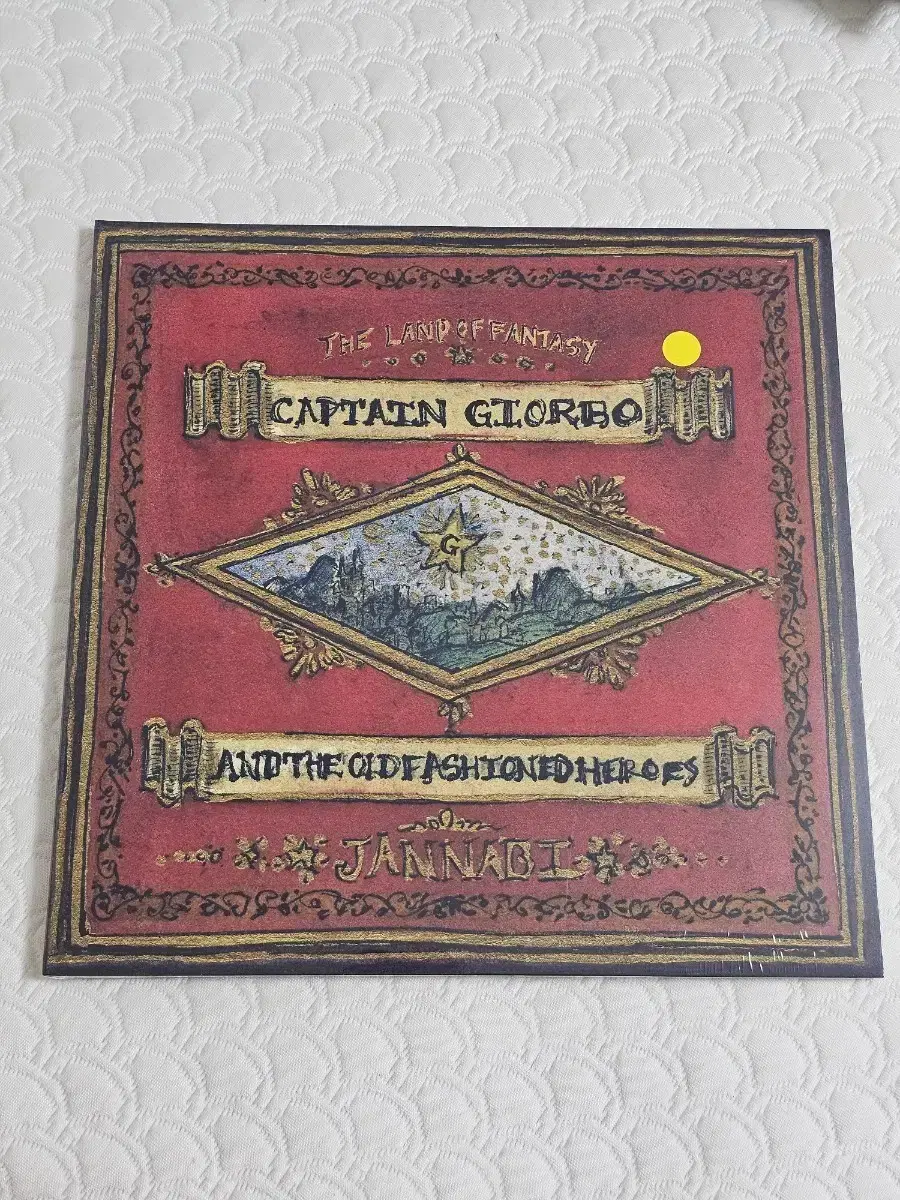 THE LAND OF FANTASY
CAPTAIN GIORBO
G
AND THE OLD FASHIONED HEROES
JANNABI